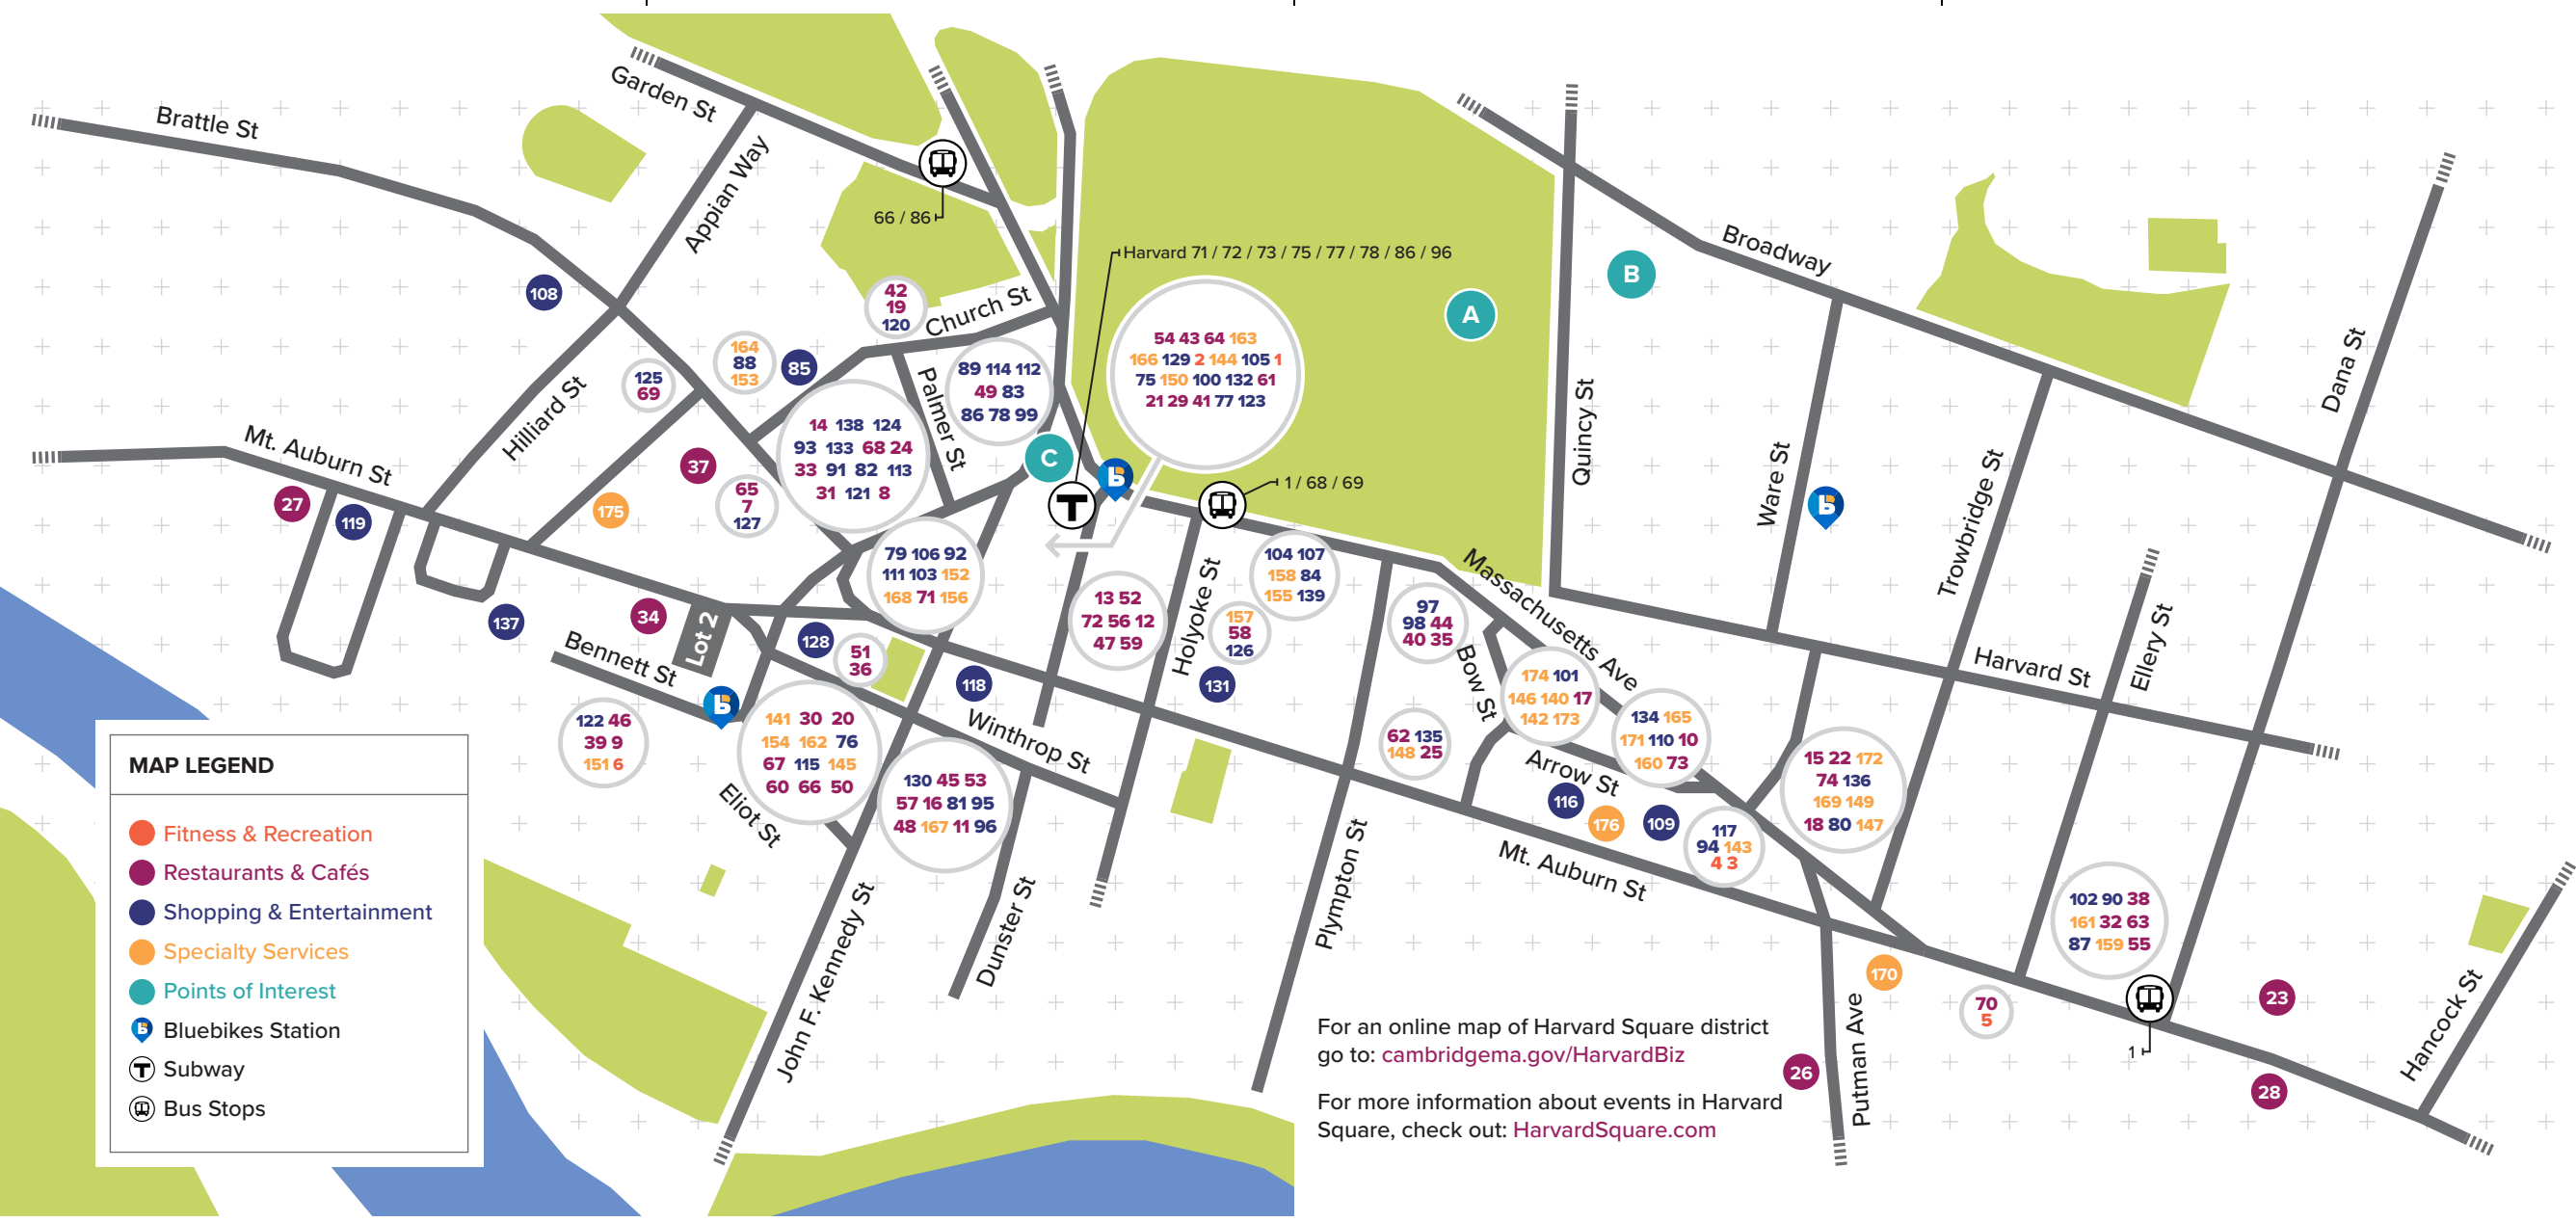 Garden St
Brattle St
Appian Way
66 / 86
Harvard 71 / 72 / 73 / 75 / 77 / 78 / 86 / 96
Broadway
A
B
C
108
42
19
120
Church St
54 43 64 163
166 129 2 144 105 1
75 150 100 132 61
21 29 41 77 123
164
88
153
85
125
69
Palmer St
89 114 112
49 83
86 78 99
Hilliard St
Mt. Auburn St
14 138 124
93 133 68 24
33 91 82 113
31 121 8
37
65
7
127
27
119
175
T
1 / 68 / 69
Quincy St
Ware St
Trowbridge St
Dana St
79 106 92
111 103 152
168 71 156
104 107
158 84
155 139
Massachusetts Ave
13 52
72 56 12
47 59
Holyoke St
157
58
126
131
97
98 44
40 35
Bow St
137
34
Lot 2
Bennett St
128
51
36
118
Winthrop St
174 101
146 140 17
142 173
134 165
171 110 10
160 73
Harvard St
Ellery St
122 46
39 9
151 6
141 30 20
154 162 76
67 115 145
60 66 50
Eliot St
130 45 53
57 16 81 95
48 167 11 96
62 135
148 25
Arrow St
116
176
109
117
94 143
4 3
15 22 172
74 136
169 149
18 80 147
Mt. Auburn St
Plympton St
John F. Kennedy St
Dunster St
102 90 38
161 32 63
87 159 55
170
70
5
23
1
28
26
Putman Ave
Hancock St
MAP LEGEND
Fitness & Recreation
Restaurants & Cafés
Shopping & Entertainment
Specialty Services
Points of Interest
Bluebikes Station
Subway
Bus Stops
For an online map of Harvard Square district
go to: cambridgema.gov/HarvardBiz
For more information about events in Harvard
Square, check out: HarvardSquare.com